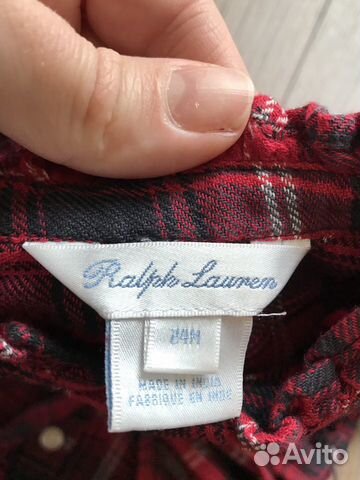 Ralph Lauren
24M
MADE IN INDIA
FABRIQUÉ EN INDE
Avito